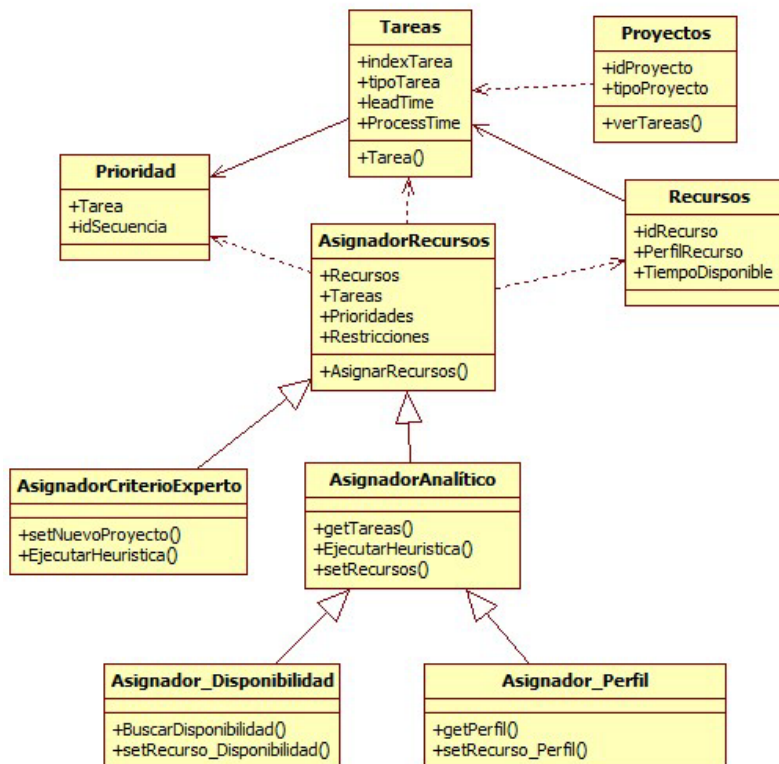 Tareas
+indexTarea
+tipoTarea
+leadTime
+ProcessTime
+Tarea()
Proyectos
+idProyecto
+tipoProyecto
+verTareas()
Prioridad
+Tarea
+idSecuencia
Recursos
+idRecurso
+PerfilRecurso
+TiempoDisponible
AsignadorRecursos
+Recursos
+Tareas
+Prioridades
+Restricciones
+AsignarRecursos()
AsignadorCriterioExperto
+setNuevoProyecto()
+EjecutarHeuristica()
AsignadorAnalítico
+getTareas()
+EjecutarHeuristica()
+setRecursos()
Asignador_Disponibilidad
+BuscarDisponibilidad()
+setRecurso_Disponibilidad()
Asignador_Perfil
+getPerfil()
+setRecurso_Perfil()